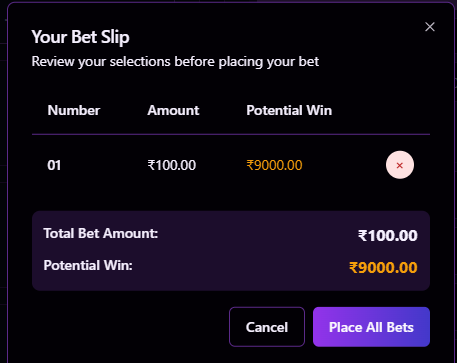 Your Bet Slip
Review your selections before placing your bet
Number Amount Potential Win
01 ₹100.00 ₹9000.00
Total Bet Amount: ₹100.00
Potential Win: ₹9000.00
Cancel Place All Bets